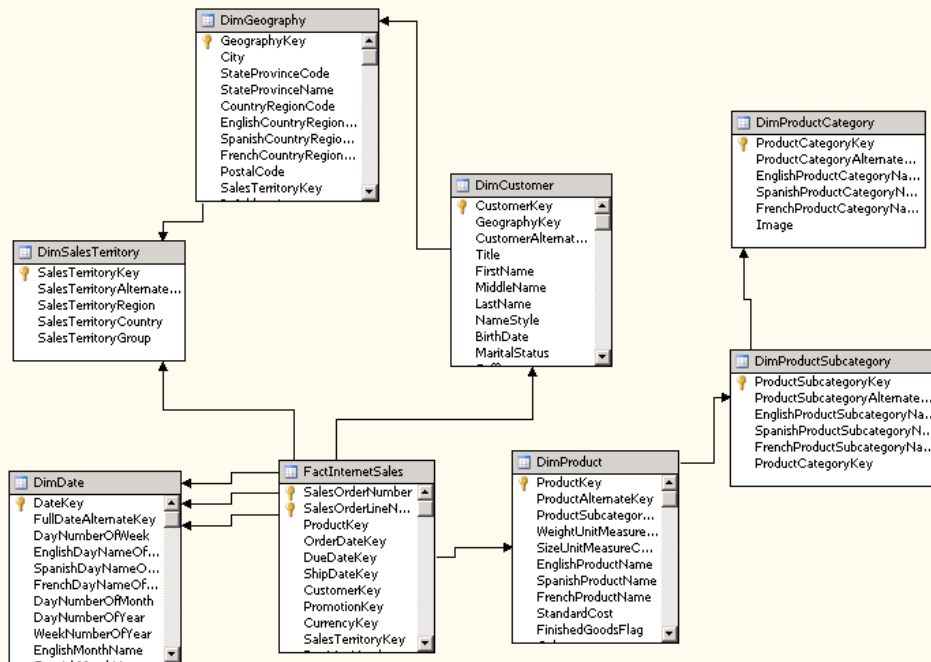 DimGeography
GeographyKey
City
StateProvinceCode
StateProvinceName
CountryRegionCode
EnglishCountryRegion...
SpanishCountryRegio...
FrenchCountryRegion...
PostalCode
SalesTerritoryKey
DimCustomer
CustomerKey
GeographyKey
CustomerAlternat...
Title
FirstName
MiddleName
LastName
NameStyle
BirthDate
MaritalStatus
DimProductCategory
ProductCategoryKey
ProductCategoryAlternate...
EnglishProductCategoryNa...
SpanishProductCategoryN...
FrenchProductCategoryNa...
Image
DimSalesTerritory
SalesTerritoryKey
SalesTerritoryAlternate...
SalesTerritoryRegion
SalesTerritoryCountry
SalesTerritoryGroup
DimProductSubcategory
ProductSubcategoryKey
ProductSubcategoryAlternate...
EnglishProductSubcategoryNa...
SpanishProductSubcategoryN...
FrenchProductSubcategoryNa...
ProductCategoryKey
DimDate
DateKey
FullDateAlternateKey
DayNumberOfWeek
EnglishDayNameOf...
SpanishDayNameO...
FrenchDayNameOf...
DayNumberOfMonth
DayNumberOfYear
WeekNumberOfYear
EnglishMonthName
FactInternetSales
SalesOrderNumber
SalesOrderLineN...
ProductKey
OrderDateKey
DueDateKey
ShipDateKey
CustomerKey
PromotionKey
CurrencyKey
SalesTerritoryKey
DimProduct
ProductKey
ProductAlternateKey
ProductSubcategor...
WeightUnitMeasure...
SizeUnitMeasureC...
EnglishProductName
SpanishProductName
FrenchProductName
StandardCost
FinishedGoodsFlag